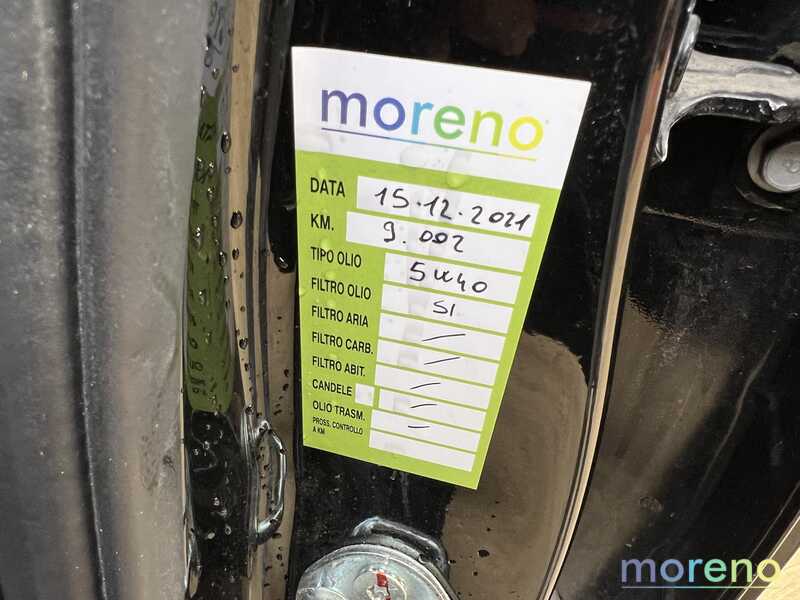 moreno
DATA 15.12.2021
KM. 9.002
TIPO OLIO 5W40
FILTRO OLIO SI
FILTRO ARIA —
FILTRO CARB. —
FILTRO ABIT. —
CANDELE —
OLIO TRASM. —
PROSS. CONTROLLO
A KM
moreno